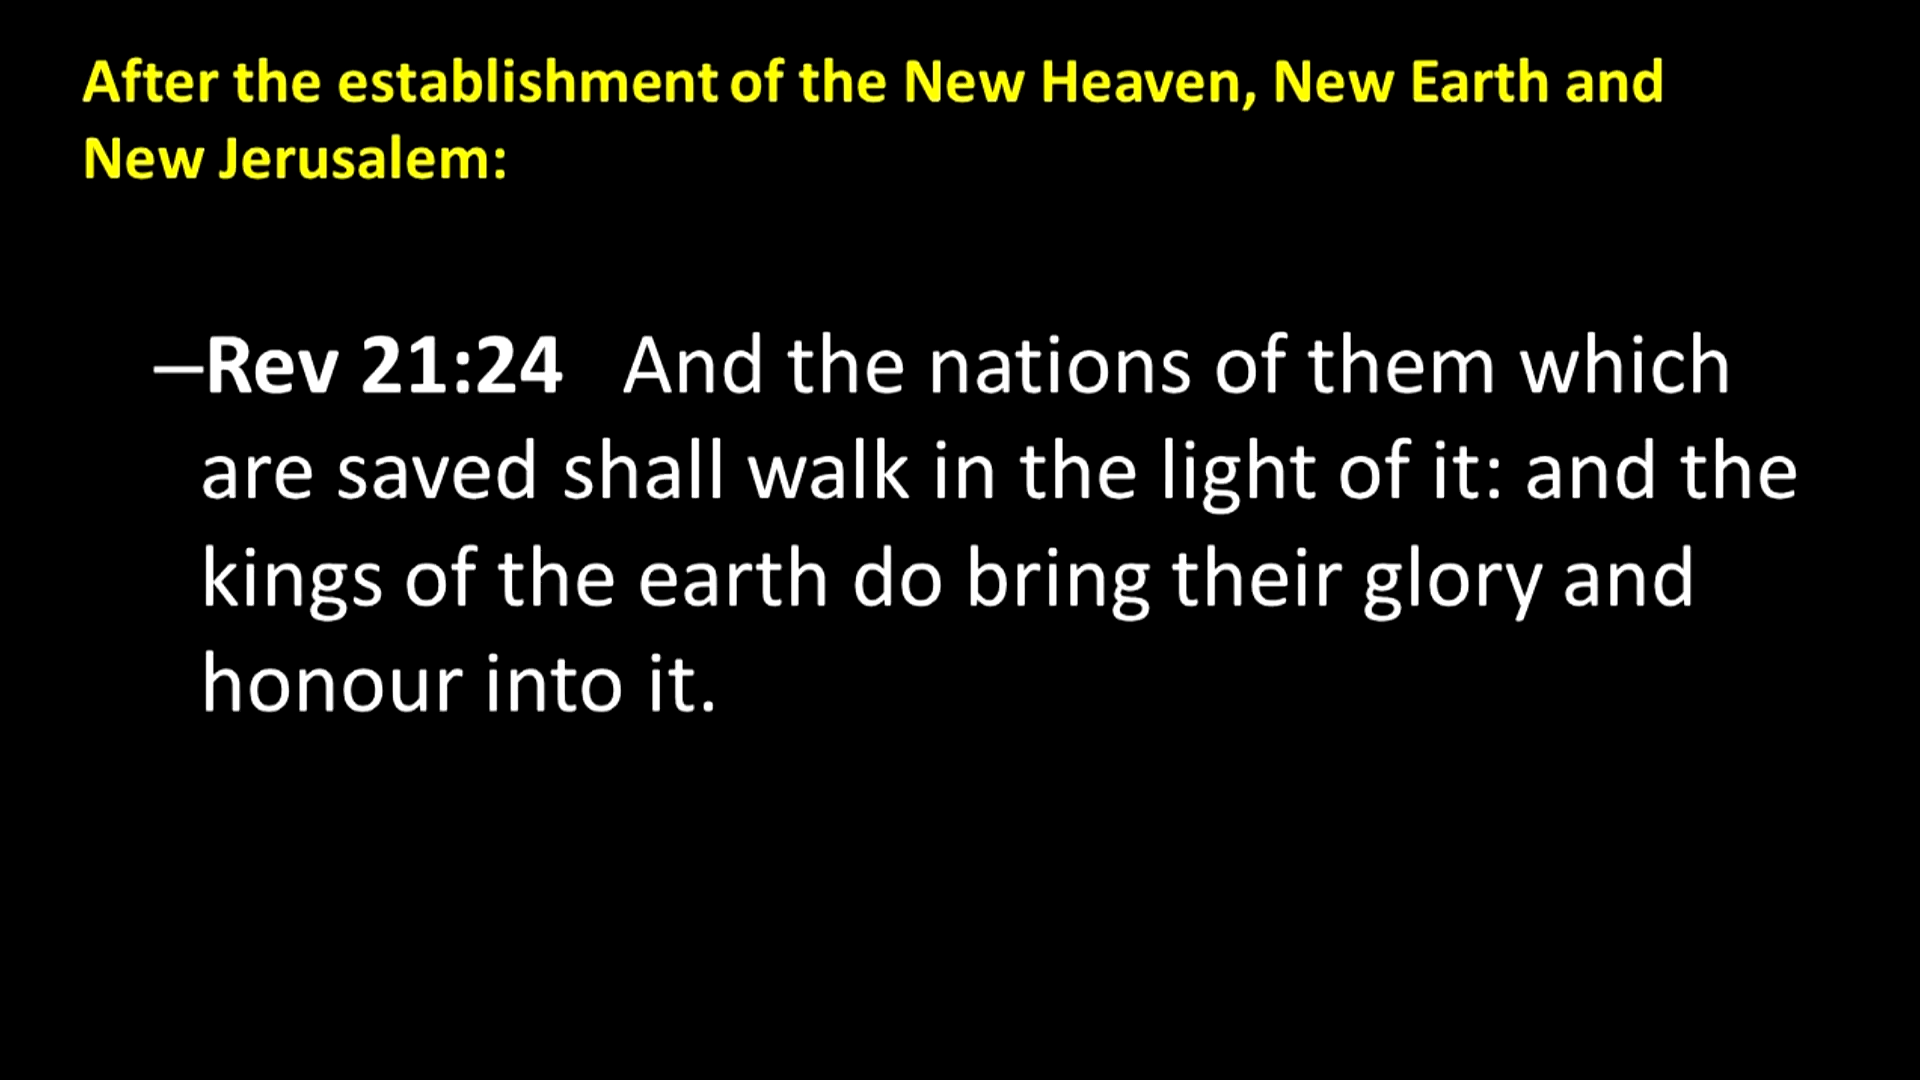 After the establishment of the New Heaven, New Earth and
New Jerusalem:
–Rev 21:24 And the nations of them which
are saved shall walk in the light of it: and the
kings of the earth do bring their glory and
honour into it.